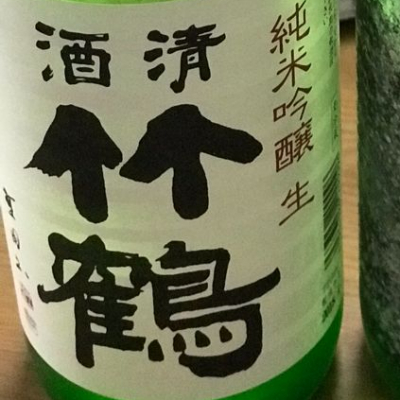 清酒
竹鶴
純米吟醸 生